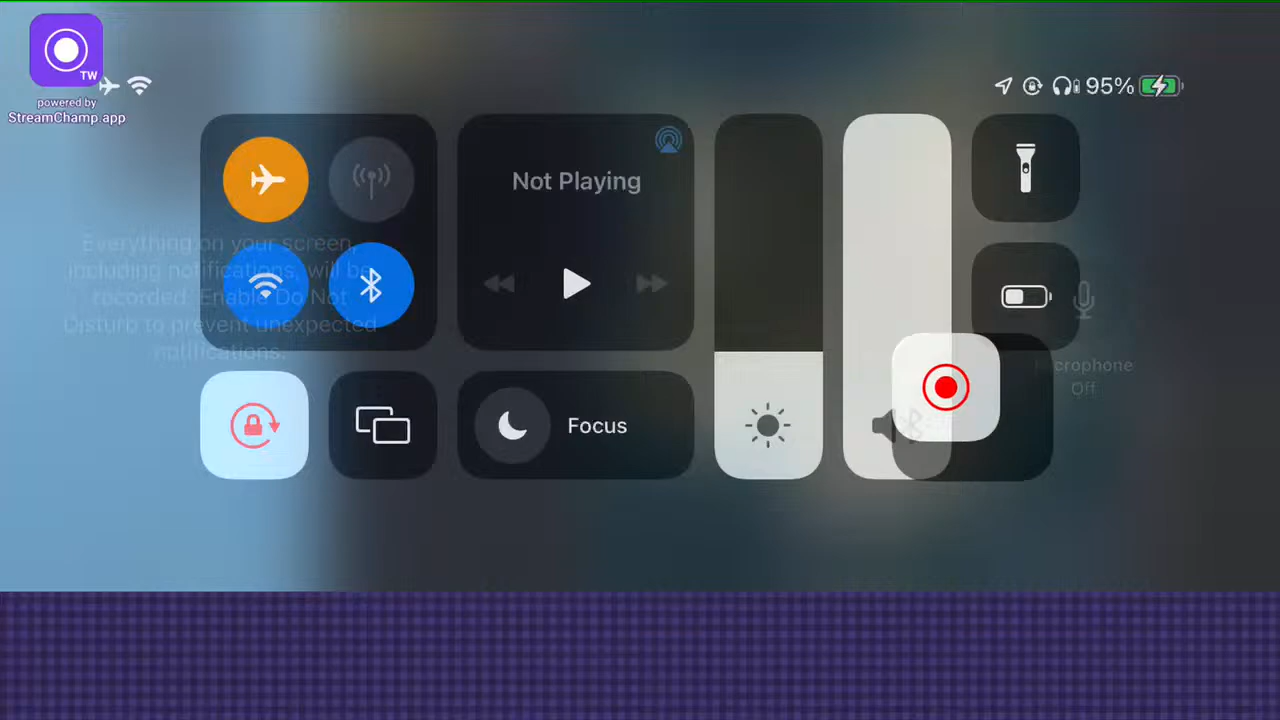 TW
powered by
StreamChamp.app
95%
Not Playing
Everything on your screen,
including notifications, will be
recorded. Enable Do Not
Disturb to prevent unexpected
notifications.
Focus
Microphone
Off